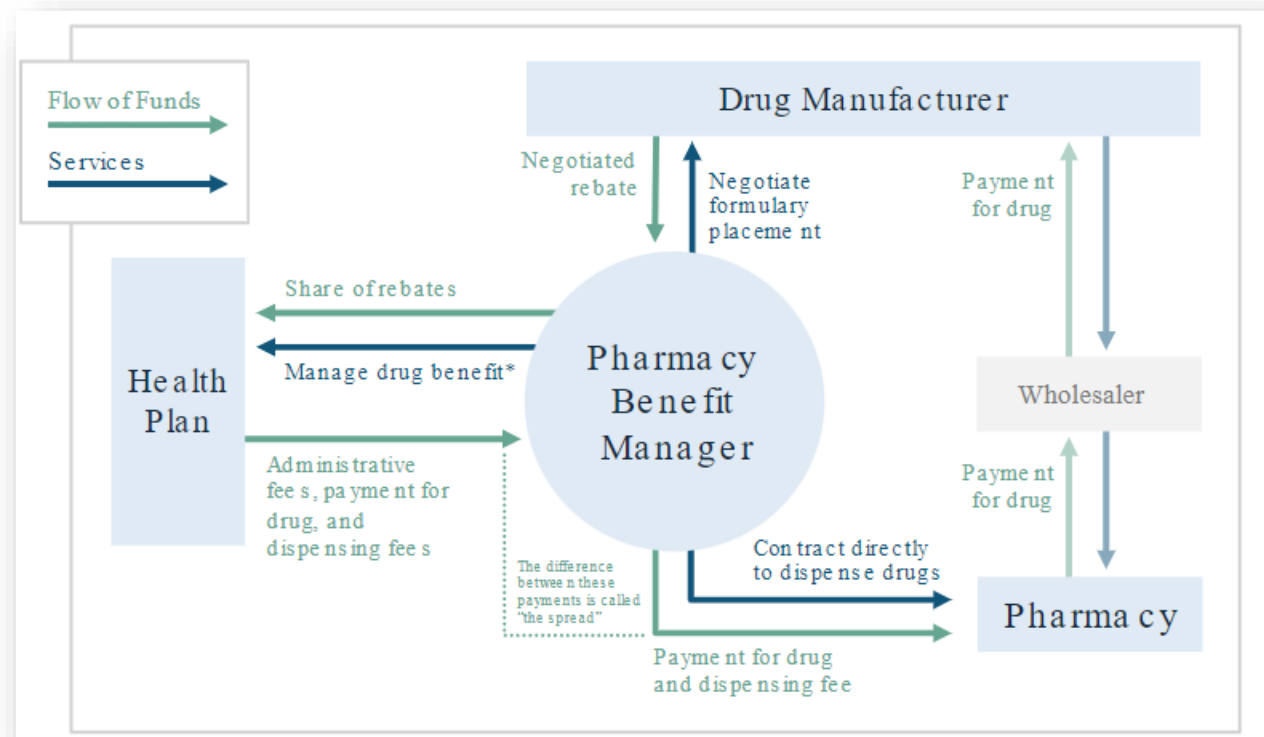 Flow of Funds
Services
Drug Manufacturer
Negotiated
rebate
Negotiate
formulary
placement
Payment
for drug
Share of rebates
Manage drug benefit*
Health
Plan
Pharmacy
Benefit
Manager
Wholesaler
Administrative
fees, payment for
drug, and
dispensing fees
Payment
for drug
The difference
between these
payments is called
"the spread"
Contract directly
to dispense drugs
Pharmacy
Payment for drug
and dispensing fee